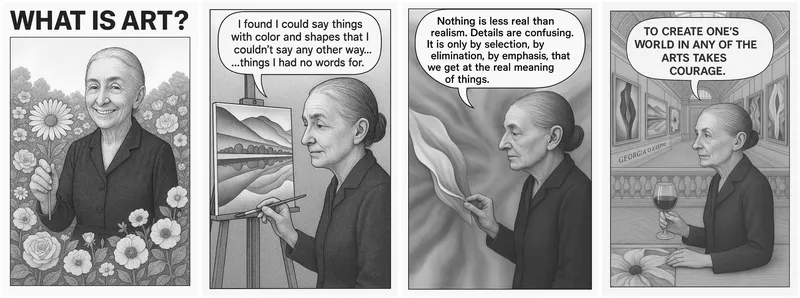 WHAT IS ART?
I found I could say things
with color and shapes that I
couldn't say any other way...
...things I had no words for.
Nothing is less real than
realism. Details are confusing.
It is only by selection, by
elimination, by emphasis, that
we get at the real meaning
of things.
TO CREATE ONE'S
WORLD IN ANY OF THE
ARTS TAKES
COURAGE.
GEORGIA O'KEEFFE